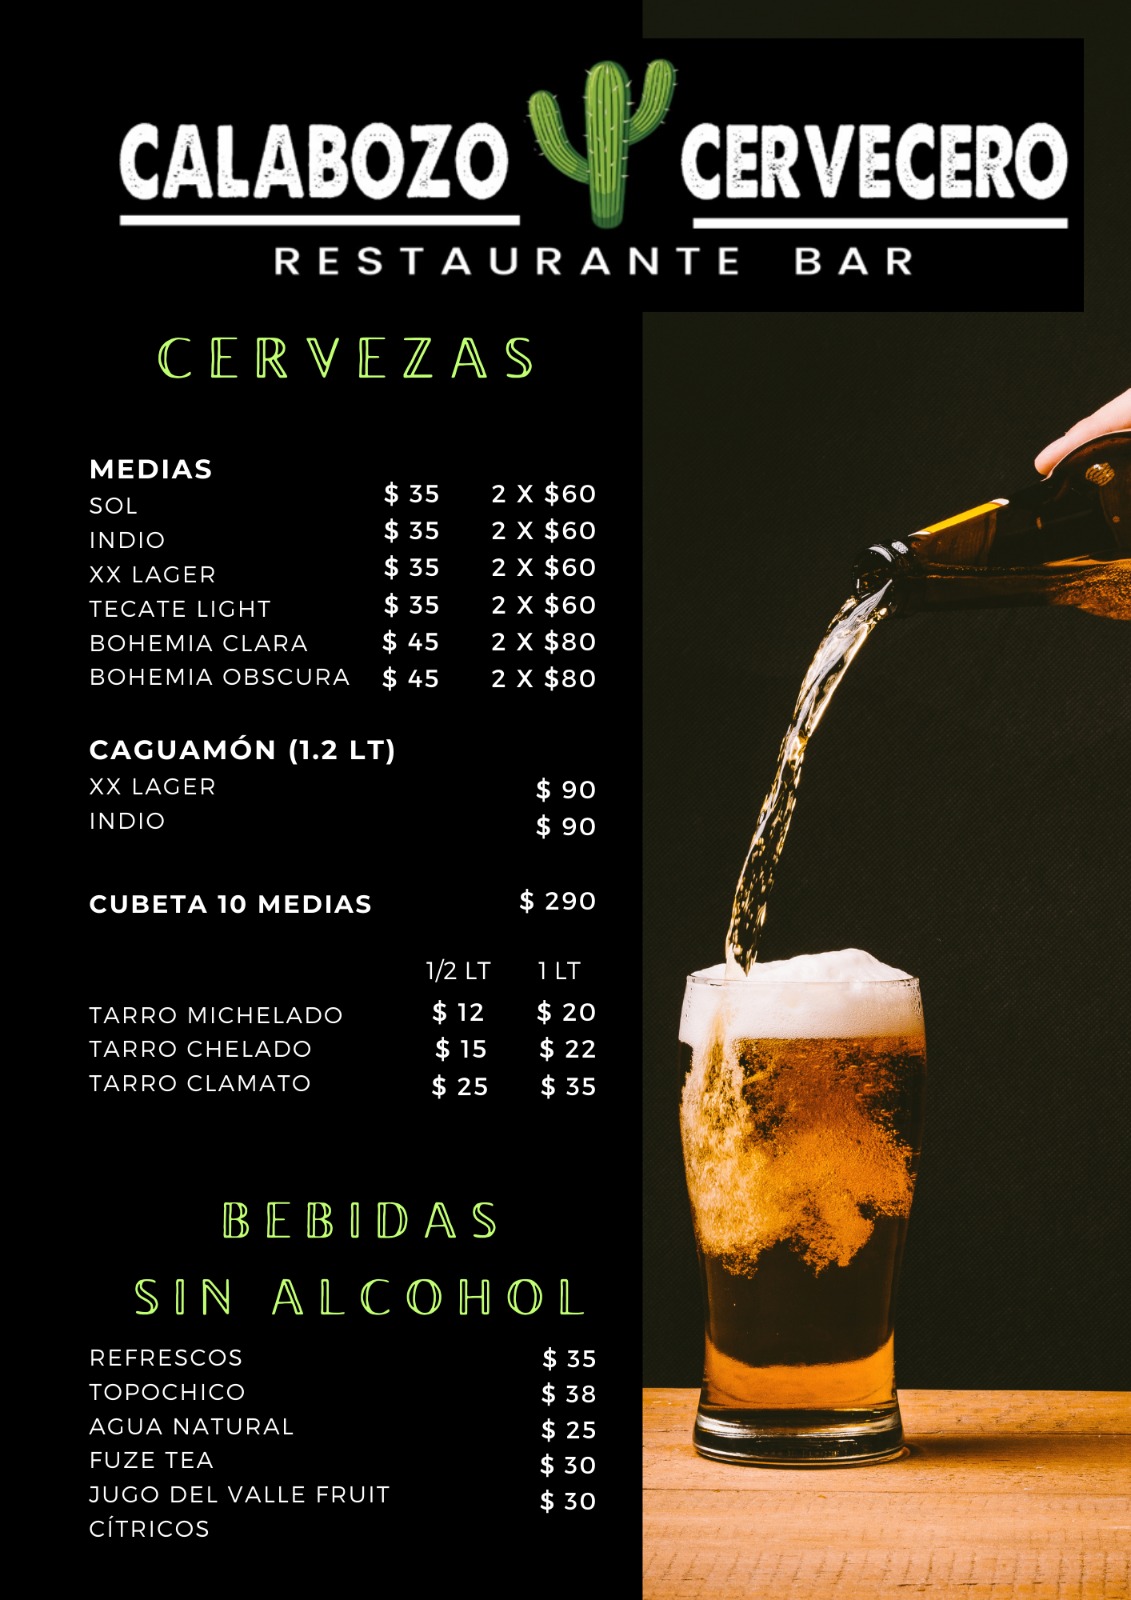 CALABOZO CERVECERO
RESTAURANTE BAR
CERVEZAS
MEDIAS
SOL $ 35 2 X $60
INDIO $ 35 2 X $60
XX LAGER $ 35 2 X $60
TECATE LIGHT $ 35 2 X $60
BOHEMIA CLARA $ 45 2 X $80
BOHEMIA OBSCURA $ 45 2 X $80
CAGUAMÓN (1.2 LT)
XX LAGER $ 90
INDIO $ 90
CUBETA 10 MEDIAS $ 290
1/2 LT 1 LT
TARRO MICHELADO $ 12 $ 20
TARRO CHELADO $ 15 $ 22
TARRO CLAMATO $ 25 $ 35
BEBIDAS
SIN ALCOHOL
REFRESCOS $ 35
TOPOCHICO $ 38
AGUA NATURAL $ 25
FUZE TEA $ 30
JUGO DEL VALLE FRUIT $ 30
CÍTRICOS